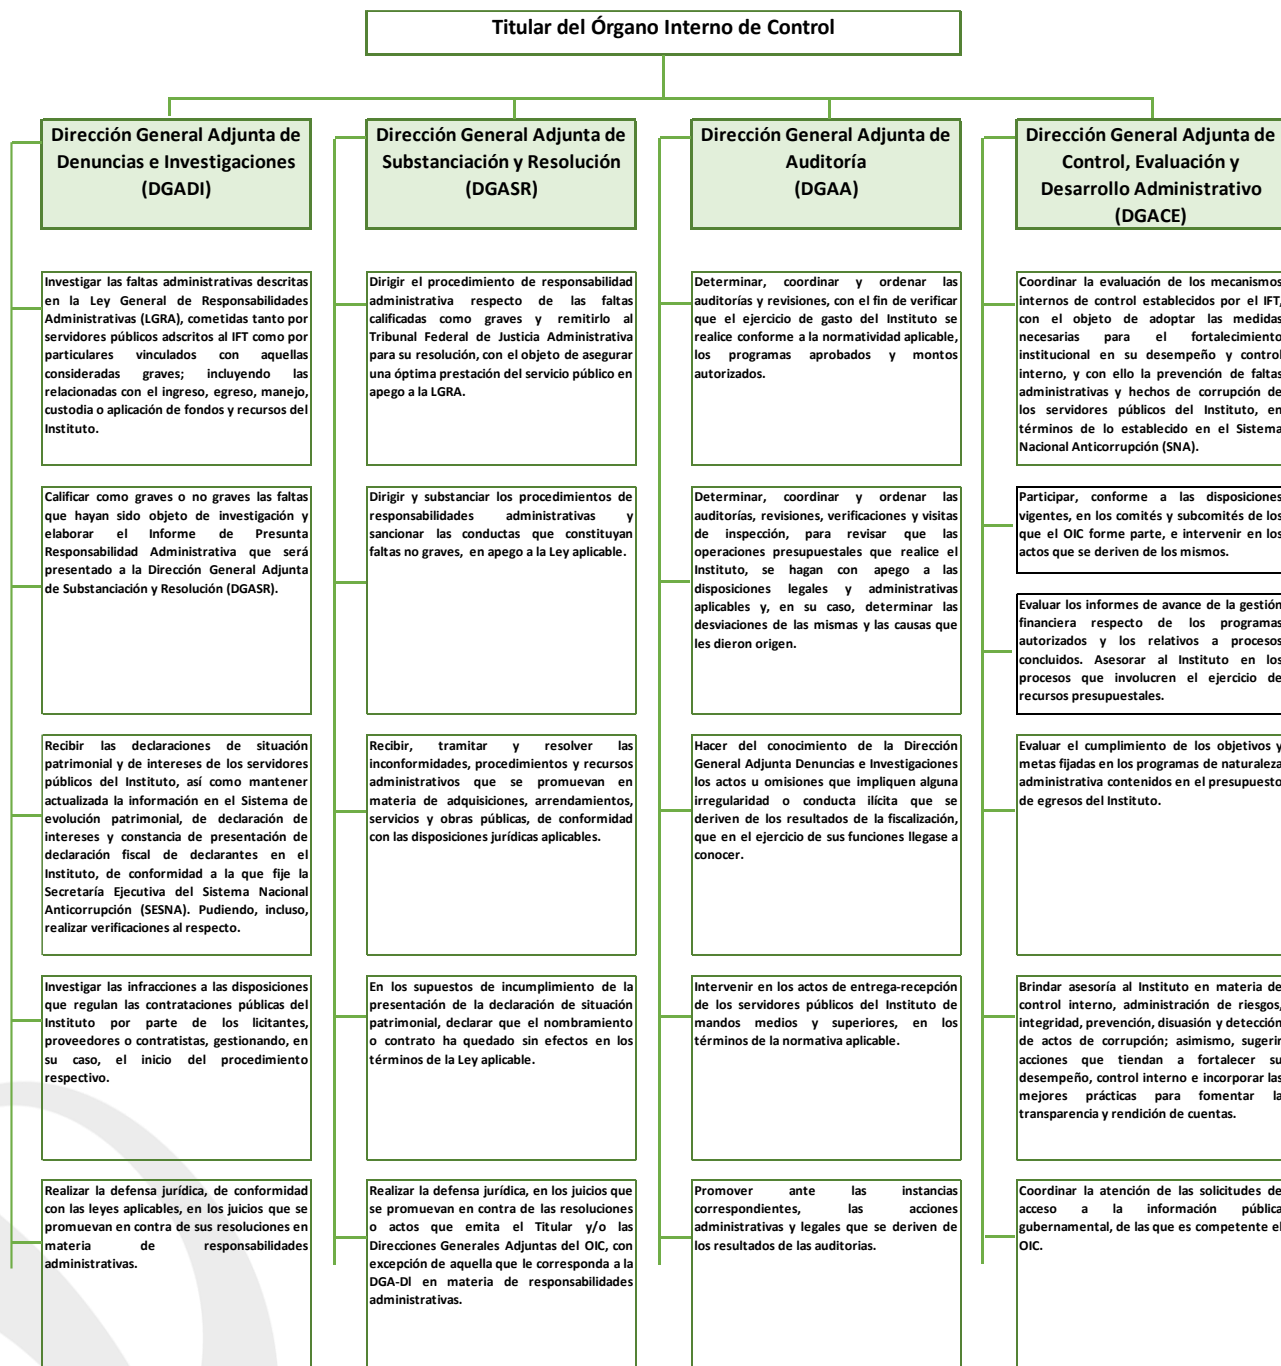 Titular del Órgano Interno de Control
Dirección General Adjunta de
Denuncias e Investigaciones
(DGADI)
Investigar las faltas administrativas descritas
en la Ley General de Responsabilidades
Administrativas (LGRA), cometidas tanto por
servidores públicos adscritos al IFT como por
particulares vinculados con aquellas
consideradas graves; incluyendo las
relacionadas con el ingreso, egreso, manejo,
custodia o aplicación de fondos y recursos del
Instituto.
Calificar como graves o no graves las faltas
que hayan sido objeto de investigación y
elaborar el Informe de Presunta
Responsabilidad Administrativa que será
presentado a la Dirección General Adjunta
de Substanciación y Resolución (DGASR).
Recibir las declaraciones de situación
patrimonial y de intereses de los servidores
públicos del Instituto, así como mantener
actualizada la información en el Sistema de
evolución patrimonial, de declaración de
intereses y constancia de presentación de
declaración fiscal de declarantes en el
Instituto, de conformidad a la que fije la
Secretaría Ejecutiva del Sistema Nacional
Anticorrupción (SESNA). Pudiendo, incluso,
realizar verificaciones al respecto.
Investigar las infracciones a las disposiciones
que regulan las contrataciones públicas del
Instituto por parte de los licitantes,
proveedores o contratistas, gestionando, en
su caso, el inicio del procedimiento
respectivo.
Realizar la defensa jurídica, de conformidad
con las leyes aplicables, en los juicios que se
promuevan en contra de sus resoluciones en
materia de responsabilidades
administrativas.
Dirección General Adjunta de
Substanciación y Resolución
(DGASR)
Dirigir el procedimiento de responsabilidad
administrativa respecto de las faltas
calificadas como graves y remitirlo al
Tribunal Federal de Justicia Administrativa
para su resolución, con el objeto de asegurar
una óptima prestación del servicio público en
apego a la LGRA.
Dirigir y substanciar los procedimientos de
responsabilidades administrativas y
sancionar las conductas que constituyan
faltas no graves, en apego a la Ley aplicable.
Recibir, tramitar y resolver las
inconformidades, procedimientos y recursos
administrativos que se promuevan en
materia de adquisiciones, arrendamientos,
servicios y obras públicas, de conformidad
con las disposiciones jurídicas aplicables.
En los supuestos de incumplimiento de la
presentación de la declaración de situación
patrimonial, declarar que el nombramiento
o contrato ha quedado sin efectos en los
términos de la Ley aplicable.
Realizar la defensa jurídica, en los juicios que
se promuevan en contra de las resoluciones
o actos que emita el Titular y/o las
Direcciones Generales Adjuntas del OIC, con
excepción de aquella que le corresponda a la
DGA-DI en materia de responsabilidades
administrativas.
Dirección General Adjunta de
Auditoría
(DGAA)
Determinar, coordinar y ordenar las
auditorías y revisiones, con el fin de verificar
que el ejercicio de gasto del Instituto se
realice conforme a la normatividad aplicable,
los programas aprobados y montos
autorizados.
Determinar, coordinar y ordenar las
auditorías, revisiones, verificaciones y visitas
de inspección, para revisar que las
operaciones presupuestales que realice el
Instituto, se hagan con apego a las
disposiciones legales y administrativas
aplicables y, en su caso, determinar las
desviaciones de las mismas y las causas que
les dieron origen.
Hacer del conocimiento de la Dirección
General Adjunta Denuncias e Investigaciones
los actos u omisiones que impliquen alguna
irregularidad o conducta ilícita que se
deriven de los resultados de la fiscalización,
que en el ejercicio de sus funciones llegase a
conocer.
Intervenir en los actos de entrega-recepción
de los servidores públicos del Instituto de
mandos medios y superiores, en los
términos de la normativa aplicable.
Promover ante las instancias
correspondientes, las acciones
administrativas y legales que se deriven de
los resultados de las auditorias.
Dirección General Adjunta de
Control, Evaluación y
Desarrollo Administrativo
(DGACE)
Coordinar la evaluación de los mecanismos
internos de control establecidos por el IFT,
con el objeto de adoptar las medidas
necesarias para el fortalecimiento
institucional en su desempeño y control
interno, y con ello la prevención de faltas
administrativas y hechos de corrupción de
los servidores públicos del Instituto, en
términos de lo establecido en el Sistema
Nacional Anticorrupción (SNA).
Participar, conforme a las disposiciones
vigentes, en los comités y subcomités de los
que el OIC forme parte, e intervenir en los
actos que se deriven de los mismos.
Evaluar los informes de avance de la gestión
financiera respecto de los programas
autorizados y los relativos a procesos
concluidos. Asesorar al Instituto en los
procesos que involucren el ejercicio de
recursos presupuestales.
Evaluar el cumplimiento de los objetivos y
metas fijadas en los programas de naturaleza
administrativa contenidos en el presupuesto
de egresos del Instituto.
Brindar asesoría al Instituto en materia de
control interno, administración de riesgos,
integridad, prevención, disuasión y detección
de actos de corrupción; asimismo, sugerir
acciones que tiendan a fortalecer su
desempeño, control interno e incorporar las
mejores prácticas para fomentar la
transparencia y rendición de cuentas.
Coordinar la atención de las solicitudes de
acceso a la información pública
gubernamental, de las que es competente el
OIC.